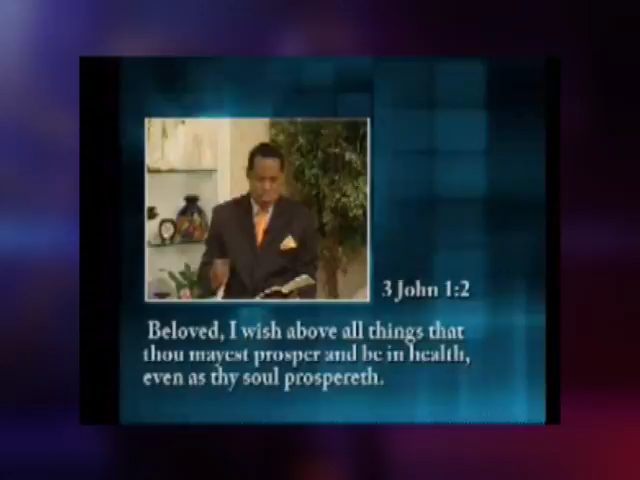 3 John 1:2
Beloved, I wish above all things that
thou mayest prosper and be in health,
even as thy soul prospereth.